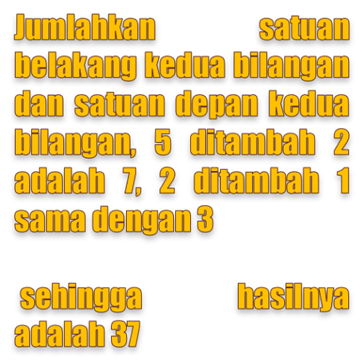 Jumlahkan satuan
belakang kedua bilangan
dan satuan depan kedua
bilangan, 5 ditambah 2
adalah 7, 2 ditambah 1
sama dengan 3
sehingga hasilnya
adalah 37